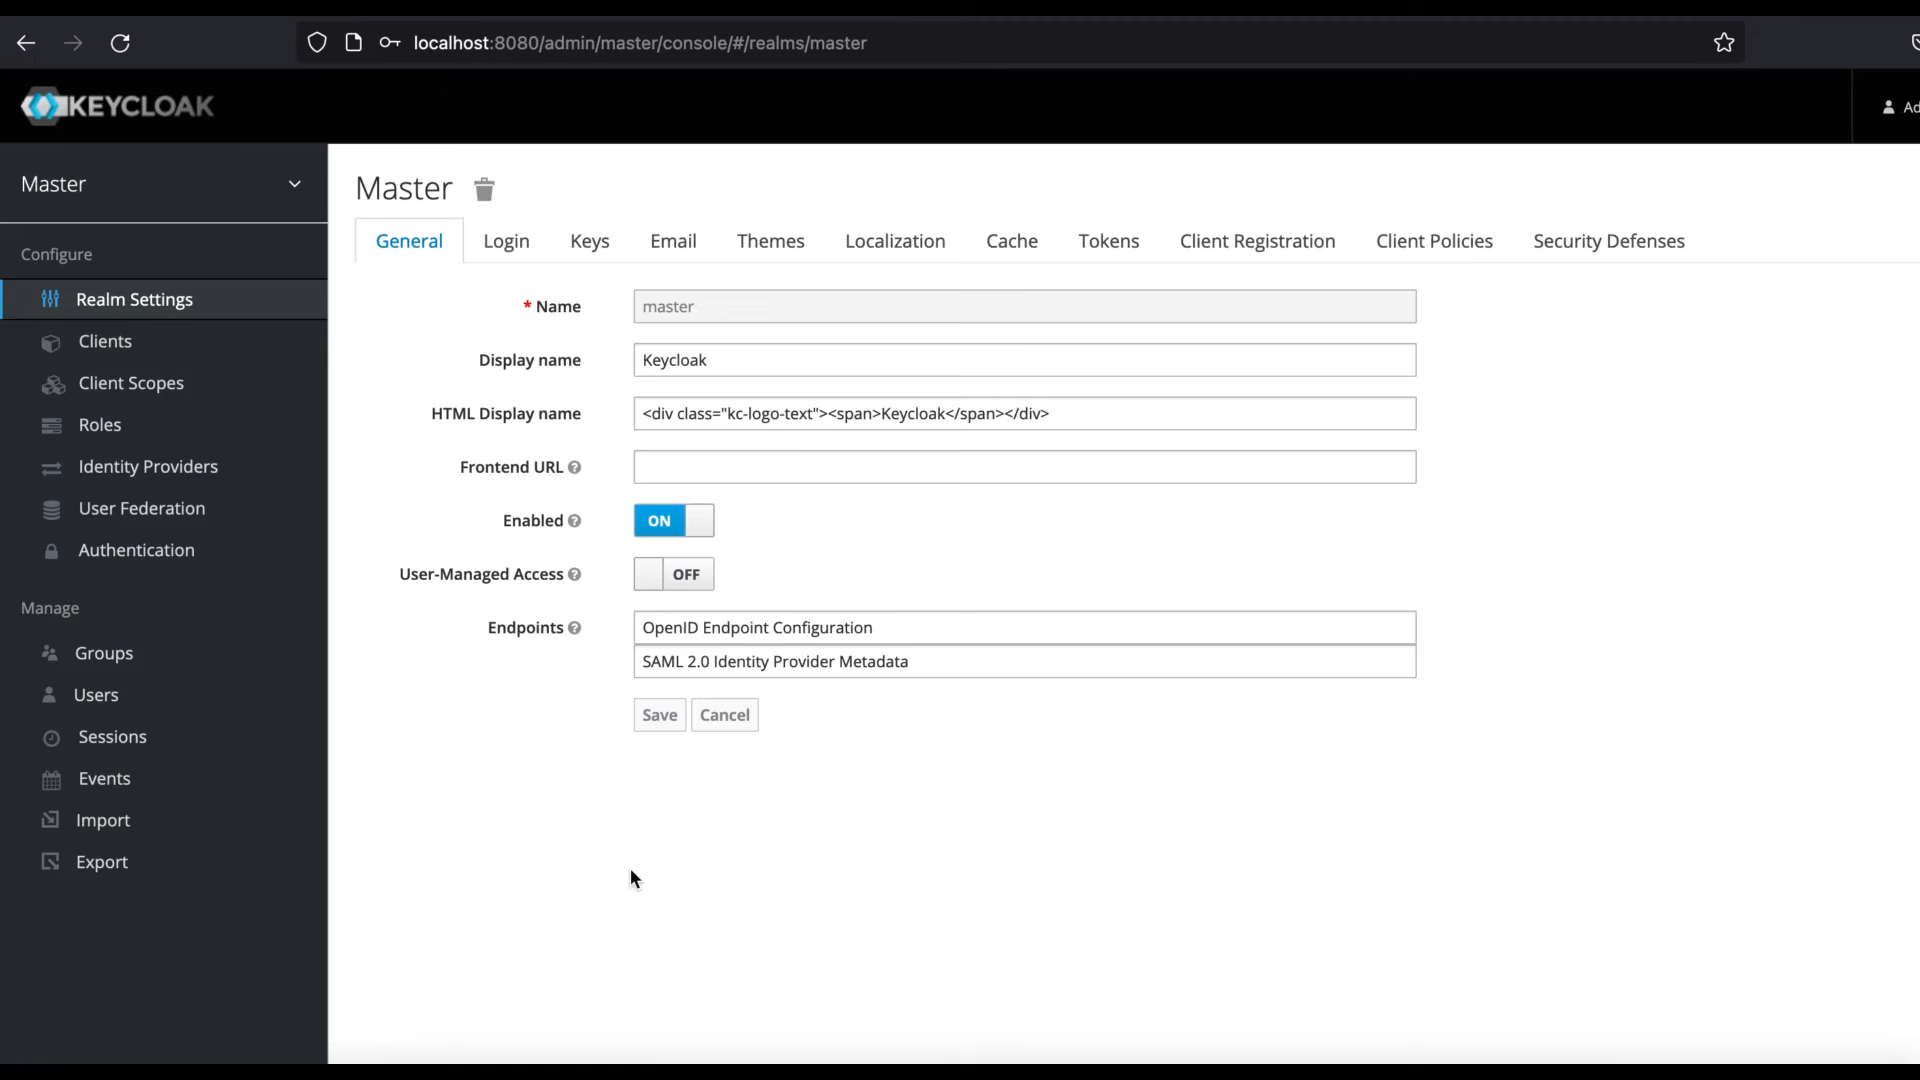 localhost:8080/admin/master/console/#/realms/master
KEYCLOAK
Ad
Master
Configure
Realm Settings
Clients
Client Scopes
Roles
Identity Providers
User Federation
Authentication
Manage
Groups
Users
Sessions
Events
Import
Export
Master
General Login Keys Email Themes Localization Cache Tokens Client Registration Client Policies Security Defenses
* Name master
Display name Keycloak
HTML Display name <div class="kc-logo-text"><span>Keycloak</span></div>
Frontend URL
Enabled ON
User-Managed Access OFF
Endpoints OpenID Endpoint Configuration
SAML 2.0 Identity Provider Metadata
Save Cancel